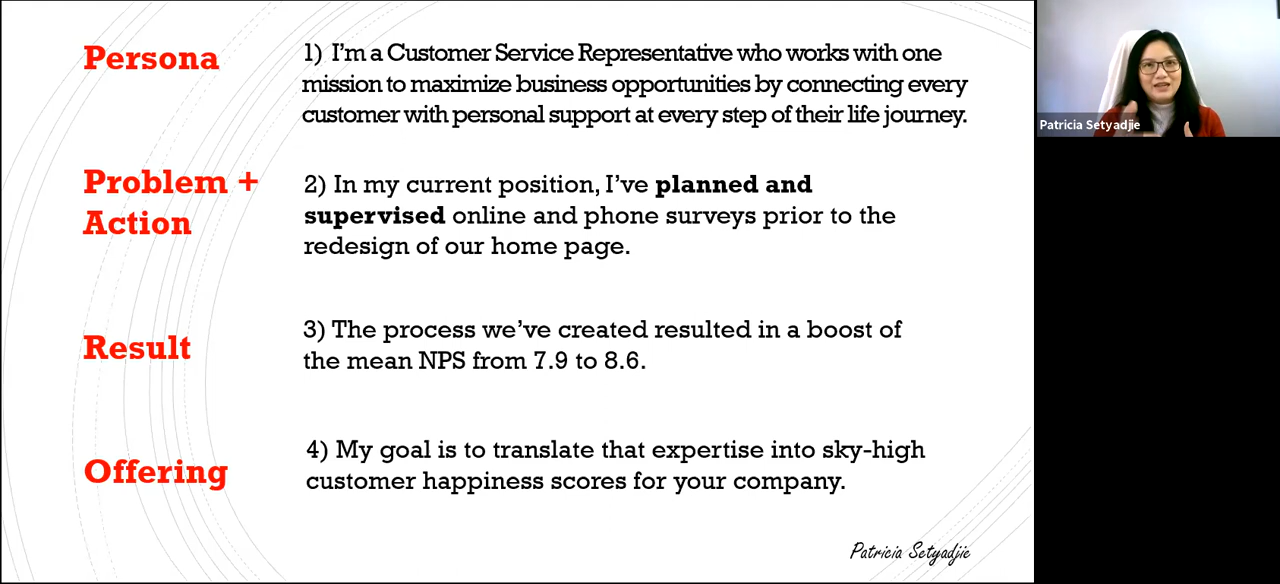 Persona
1) I'm a Customer Service Representative who works with one
mission to maximize business opportunities by connecting every
customer with personal support at every step of their life journey.
Problem +
Action
2) In my current position, I've planned and
supervised online and phone surveys prior to the
redesign of our home page.
Result
3) The process we've created resulted in a boost of
the mean NPS from 7.9 to 8.6.
Offering
4) My goal is to translate that expertise into sky-high
customer happiness scores for your company.
Patricia Setyadjie
Patricia Setyadjie